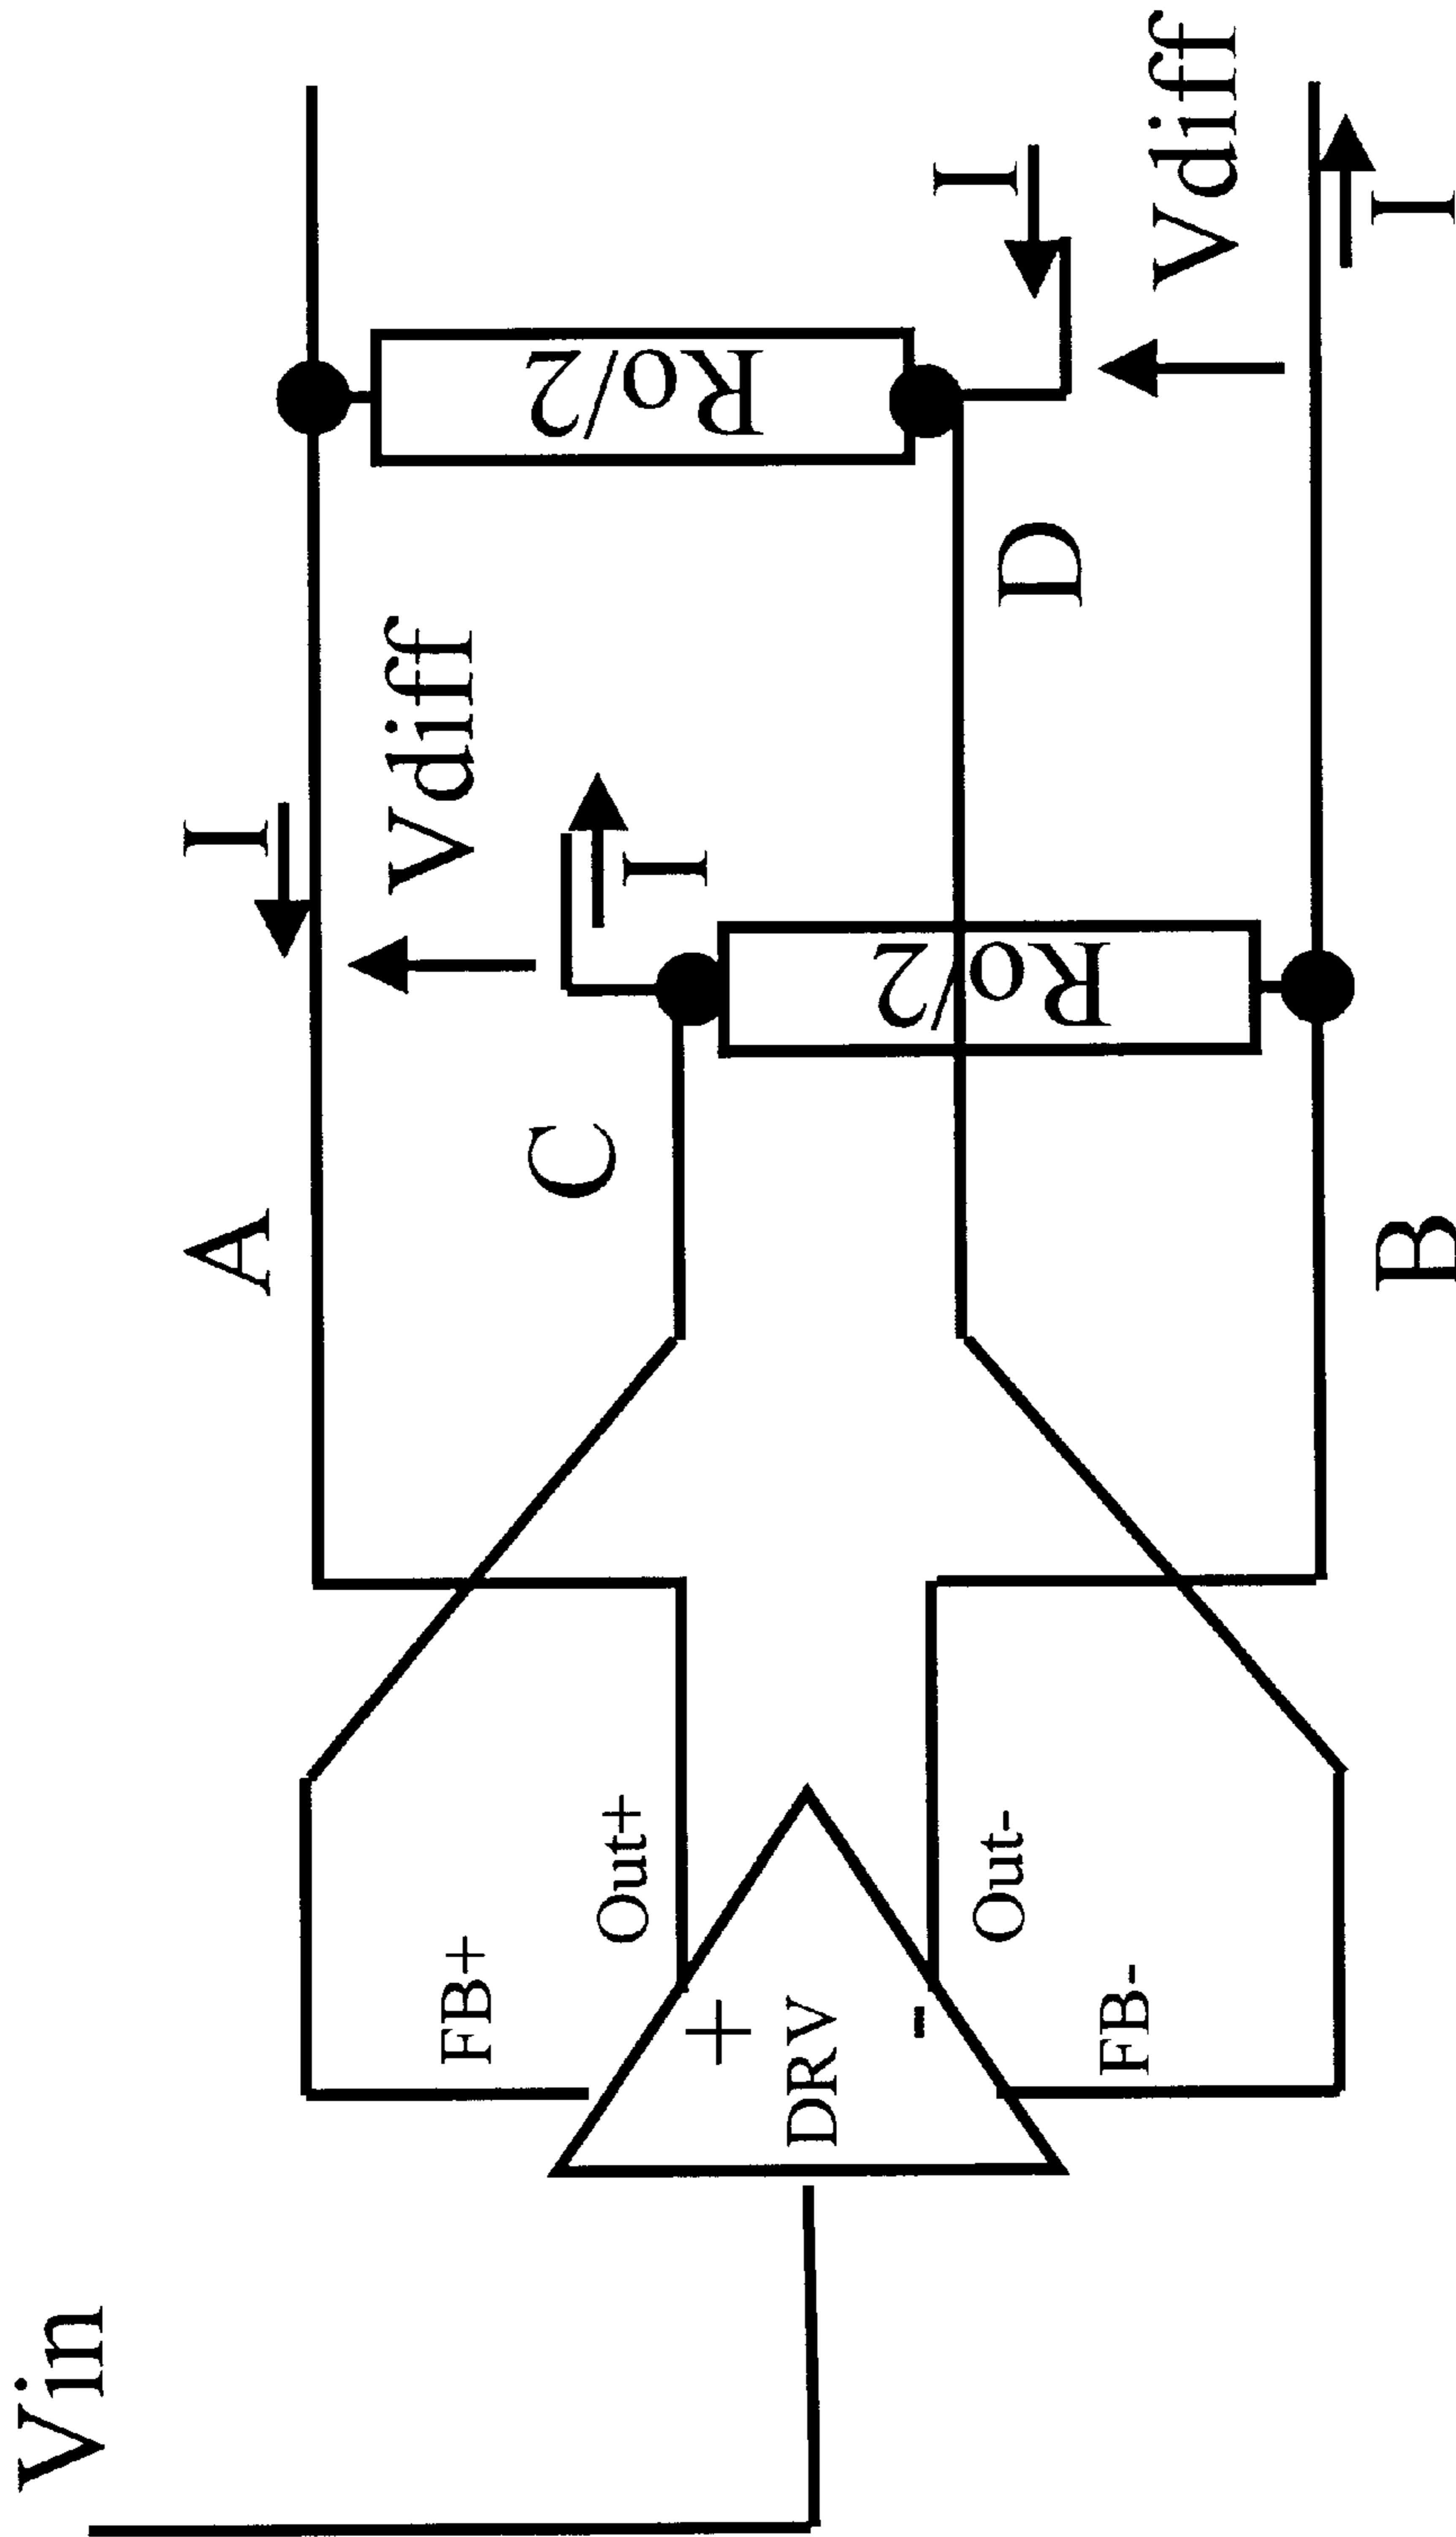 Vin
FB+
Out+
+
DRV
-
Out-
FB-
A
I
Vdiff
C
I
Ro/2
Ro/2
D
I
Vdiff
B
I